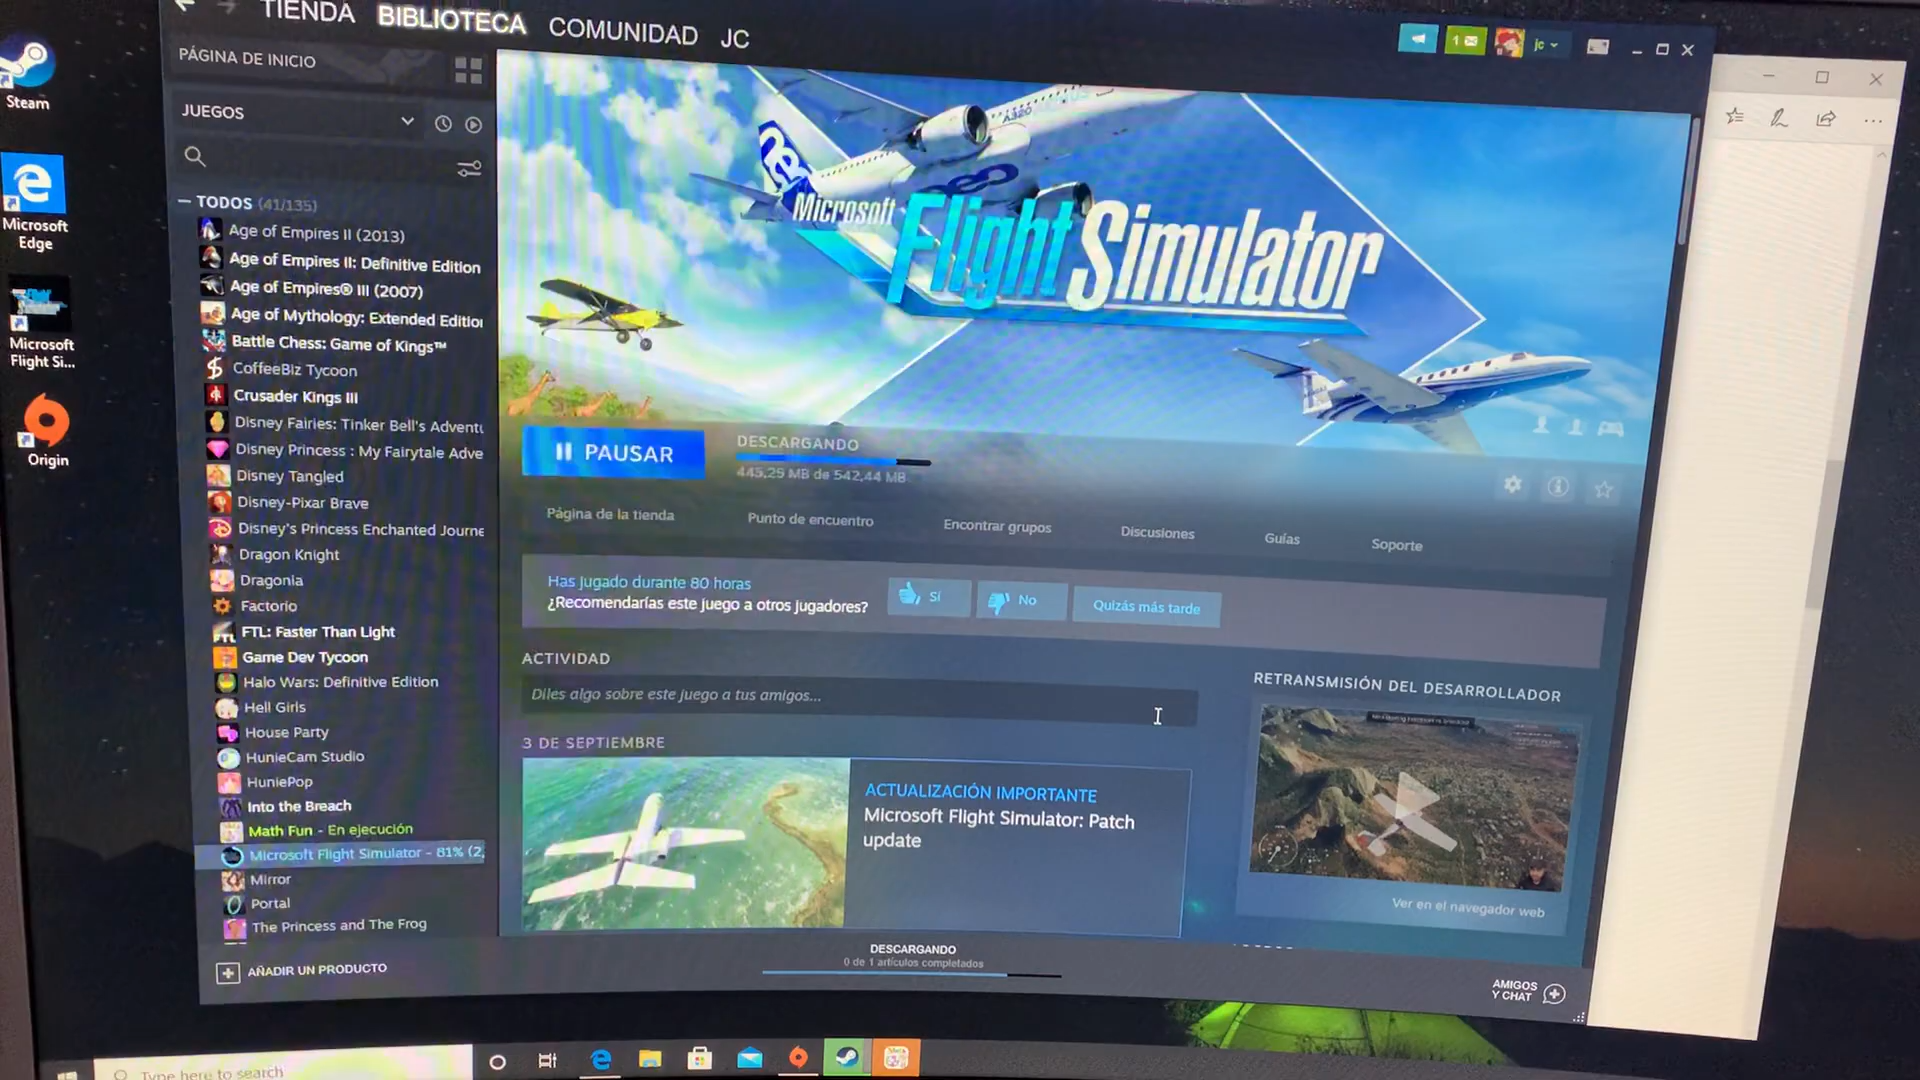 TIENDA BIBLIOTECA COMUNIDAD JC
1
jc
PÁGINA DE INICIO
JUEGOS
TODOS (41/135)
Age of Empires II (2013)
Age of Empires II: Definitive Edition
Age of Empires® III (2007)
Age of Mythology: Extended Editio
Battle Chess: Game of Kings™
CoffeeBiz Tycoon
Crusader Kings III
Disney Fairies: Tinker Bell's Advent
Disney Princess : My Fairytale Adve
Disney Tangled
Disney-Pixar Brave
Disney's Princess Enchanted Journe
Dragon Knight
Dragonia
Factorio
FTL: Faster Than Light
Game Dev Tycoon
Halo Wars: Definitive Edition
Hell Girls
House Party
HunieCam Studio
HuniePop
Into the Breach
Math Fun - En ejecución
Microsoft Flight Simulator - 81% (2,
Mirror
Portal
The Princess and The Frog
AÑADIR UN PRODUCTO
Steam
Microsoft
Edge
Microsoft
Flight Si...
Origin
A320
neo
Microsoft
Flight Simulator
PAUSAR
DESCARGANDO
445,29 MB de 542,44 MB
Página de la tienda
Punto de encuentro
Encontrar grupos
Discusiones
Guías
Soporte
Has jugado durante 80 horas
¿Recomendarías este juego a otros jugadores?
Sí
No
Quizás más tarde
ACTIVIDAD
Diles algo sobre este juego a tus amigos...
3 DE SEPTIEMBRE
ACTUALIZACIÓN IMPORTANTE
Microsoft Flight Simulator: Patch
update
RETRANSMISIÓN DEL DESARROLLADOR
Ver en el navegador web
DESCARGANDO
0 de 1 artículos completados
AMIGOS
Y CHAT
Type here to search